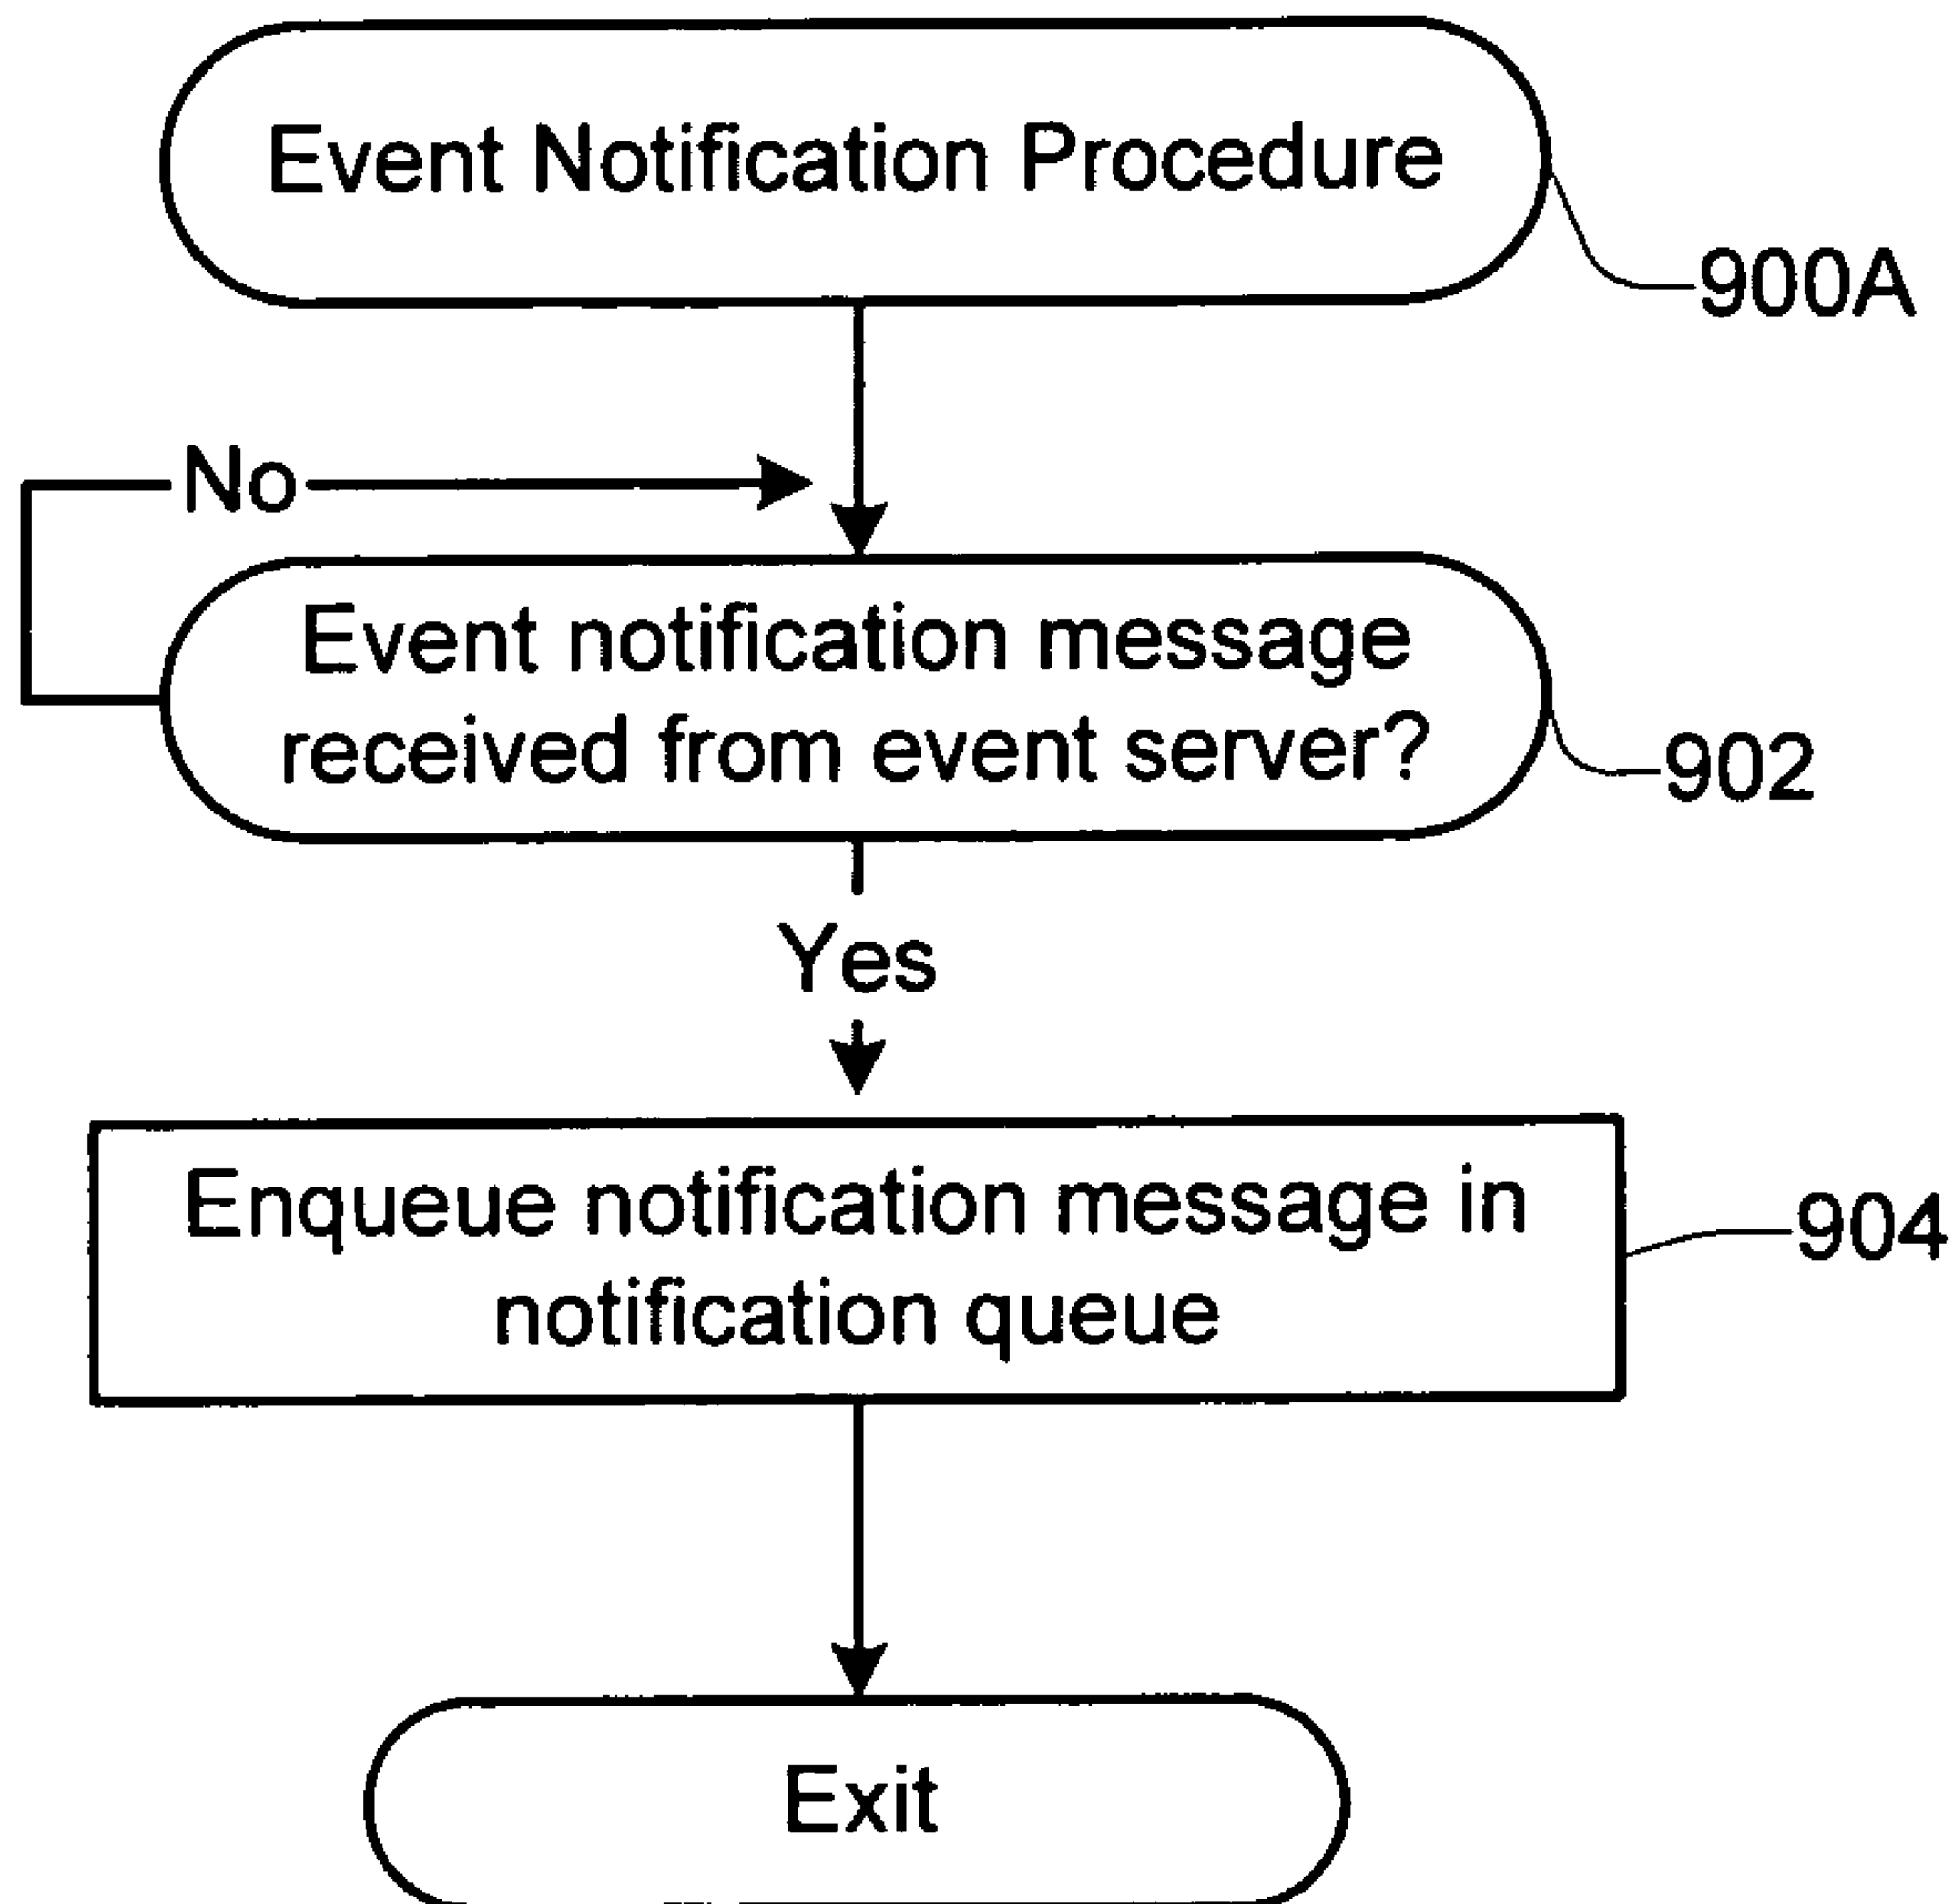 Event Notification Procedure
900A
No
Event notification message
received from event server?
902
Yes
Enqueue notification message in
notification queue
904
Exit